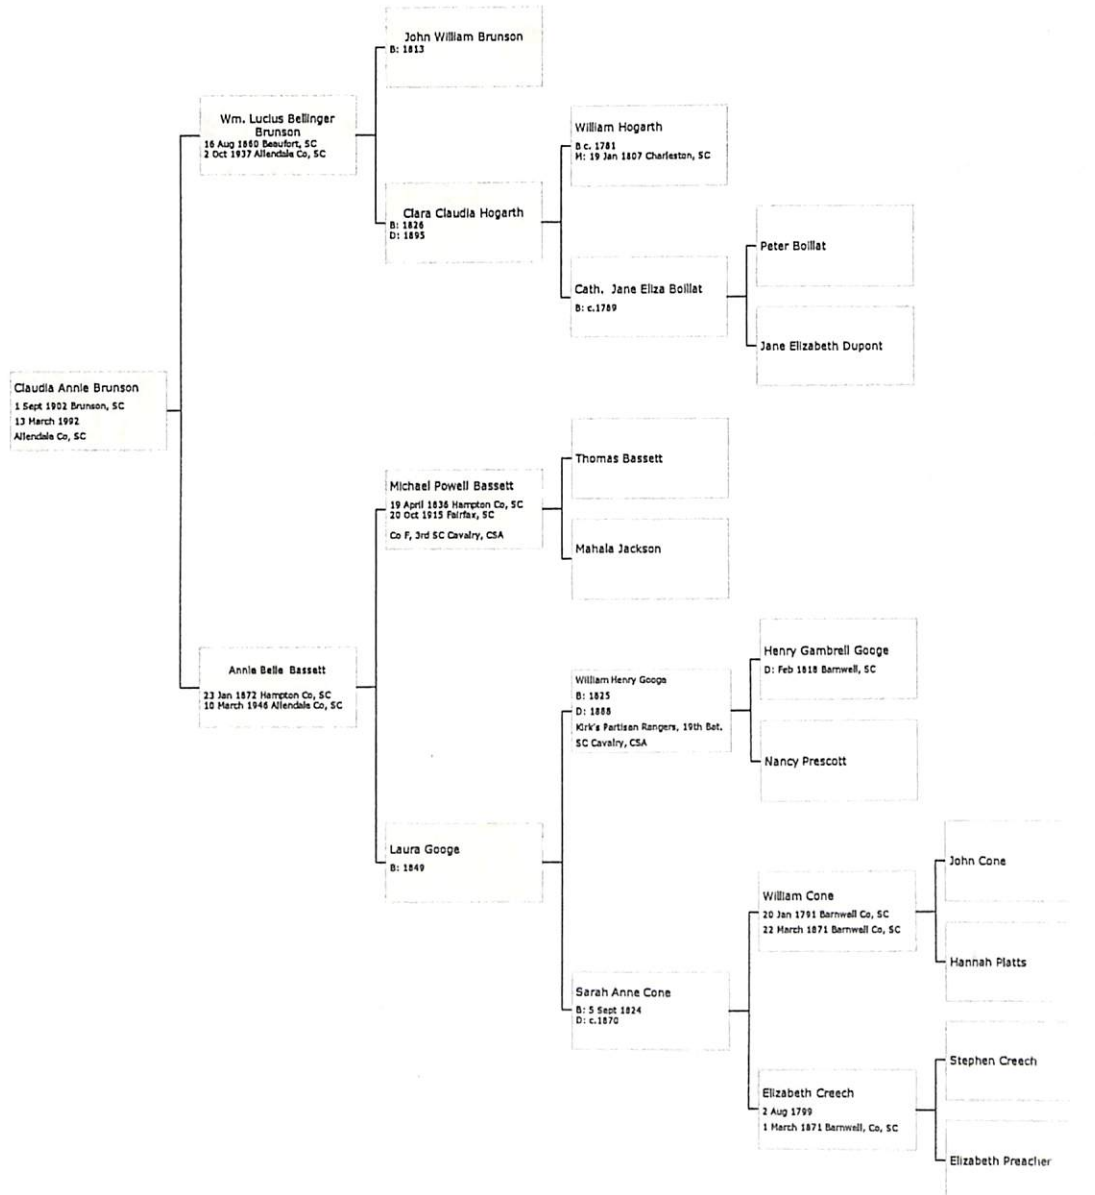 John William Brunson
B: 1813
Wm. Lucius Bellinger
Brunson
16 Aug 1860 Beaufort, SC
2 Oct 1937 Allendale Co, SC
William Hogarth
B c. 1781
M: 19 Jan 1807 Charleston, SC
Clara Claudia Hogarth
B: 1826
D: 1895
Peter Boillat
Cath. Jane Eliza Boillat
B: c.1789
Jane Elizabeth Dupont
Claudia Annie Brunson
1 Sept 1902 Brunson, SC
13 March 1992
Allendale Co, SC
Thomas Bassett
Michael Powell Bassett
19 April 1836 Hampton Co, SC
20 Oct 1915 Fairfax, SC
Co F, 3rd SC Cavalry, CSA
Mahala Jackson
Annie Belle Bassett
23 Jan 1872 Hampton Co, SC
10 March 1946 Allendale Co, SC
Henry Gambrell Googe
D: Feb 1818 Barnwell, SC
William Henry Googe
B: 1825
D: 1888
Kirk's Partisan Rangers, 19th Bat.
SC Cavalry, CSA
Nancy Prescott
Laura Googe
B: 1849
John Cone
William Cone
20 Jan 1791 Barnwell Co, SC
22 March 1871 Barnwell Co, SC
Hannah Platts
Sarah Anne Cone
B: 5 Sept 1824
D: c.1870
Stephen Creech
Elizabeth Creech
2 Aug 1799
1 March 1871 Barnwell, Co, SC
Elizabeth Preacher